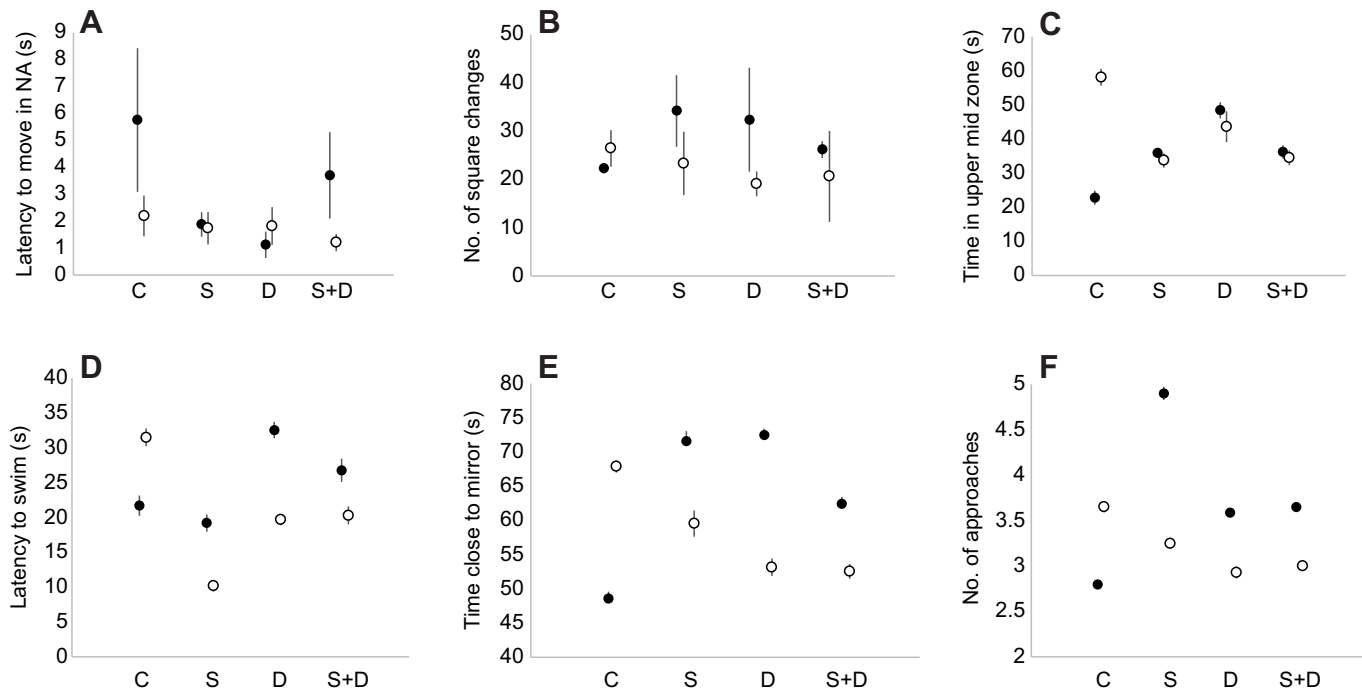 A
Latency to move in NA (s)
9
8
7
6
5
4
3
2
1
0
C S D S+D
B
No. of square changes
50
40
30
20
10
0
C S D S+D
C
Time in upper mid zone (s)
70
60
50
40
30
20
10
0
C S D S+D
D
Latency to swim (s)
40
35
30
25
20
15
10
5
0
C S D S+D
E
Time close to mirror (s)
80
75
70
65
60
55
50
45
40
C S D S+D
F
No. of approaches
5
4.5
4
3.5
3
2.5
2
C S D S+D